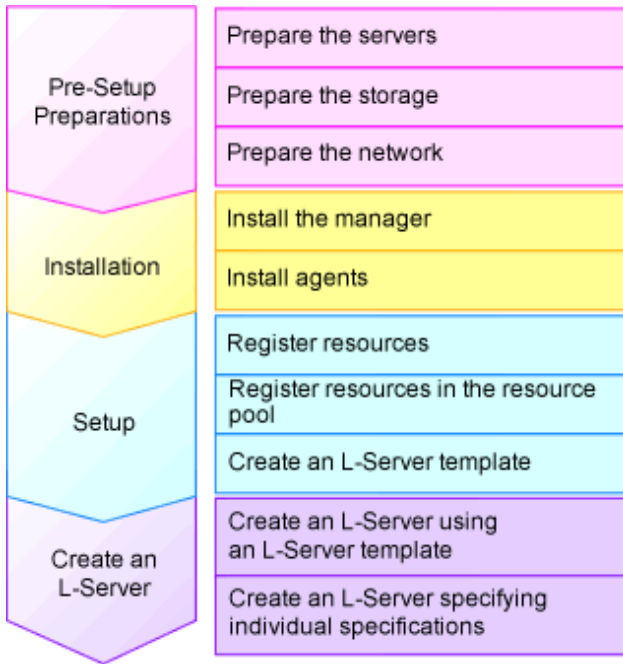 Pre-Setup
Preparations
Prepare the servers
Prepare the storage
Prepare the network
Installation
Install the manager
Install agents
Setup
Register resources
Register resources in the resource
pool
Create an L-Server template
Create an
L-Server
Create an L-Server using
an L-Server template
Create an L-Server specifying
individual specifications